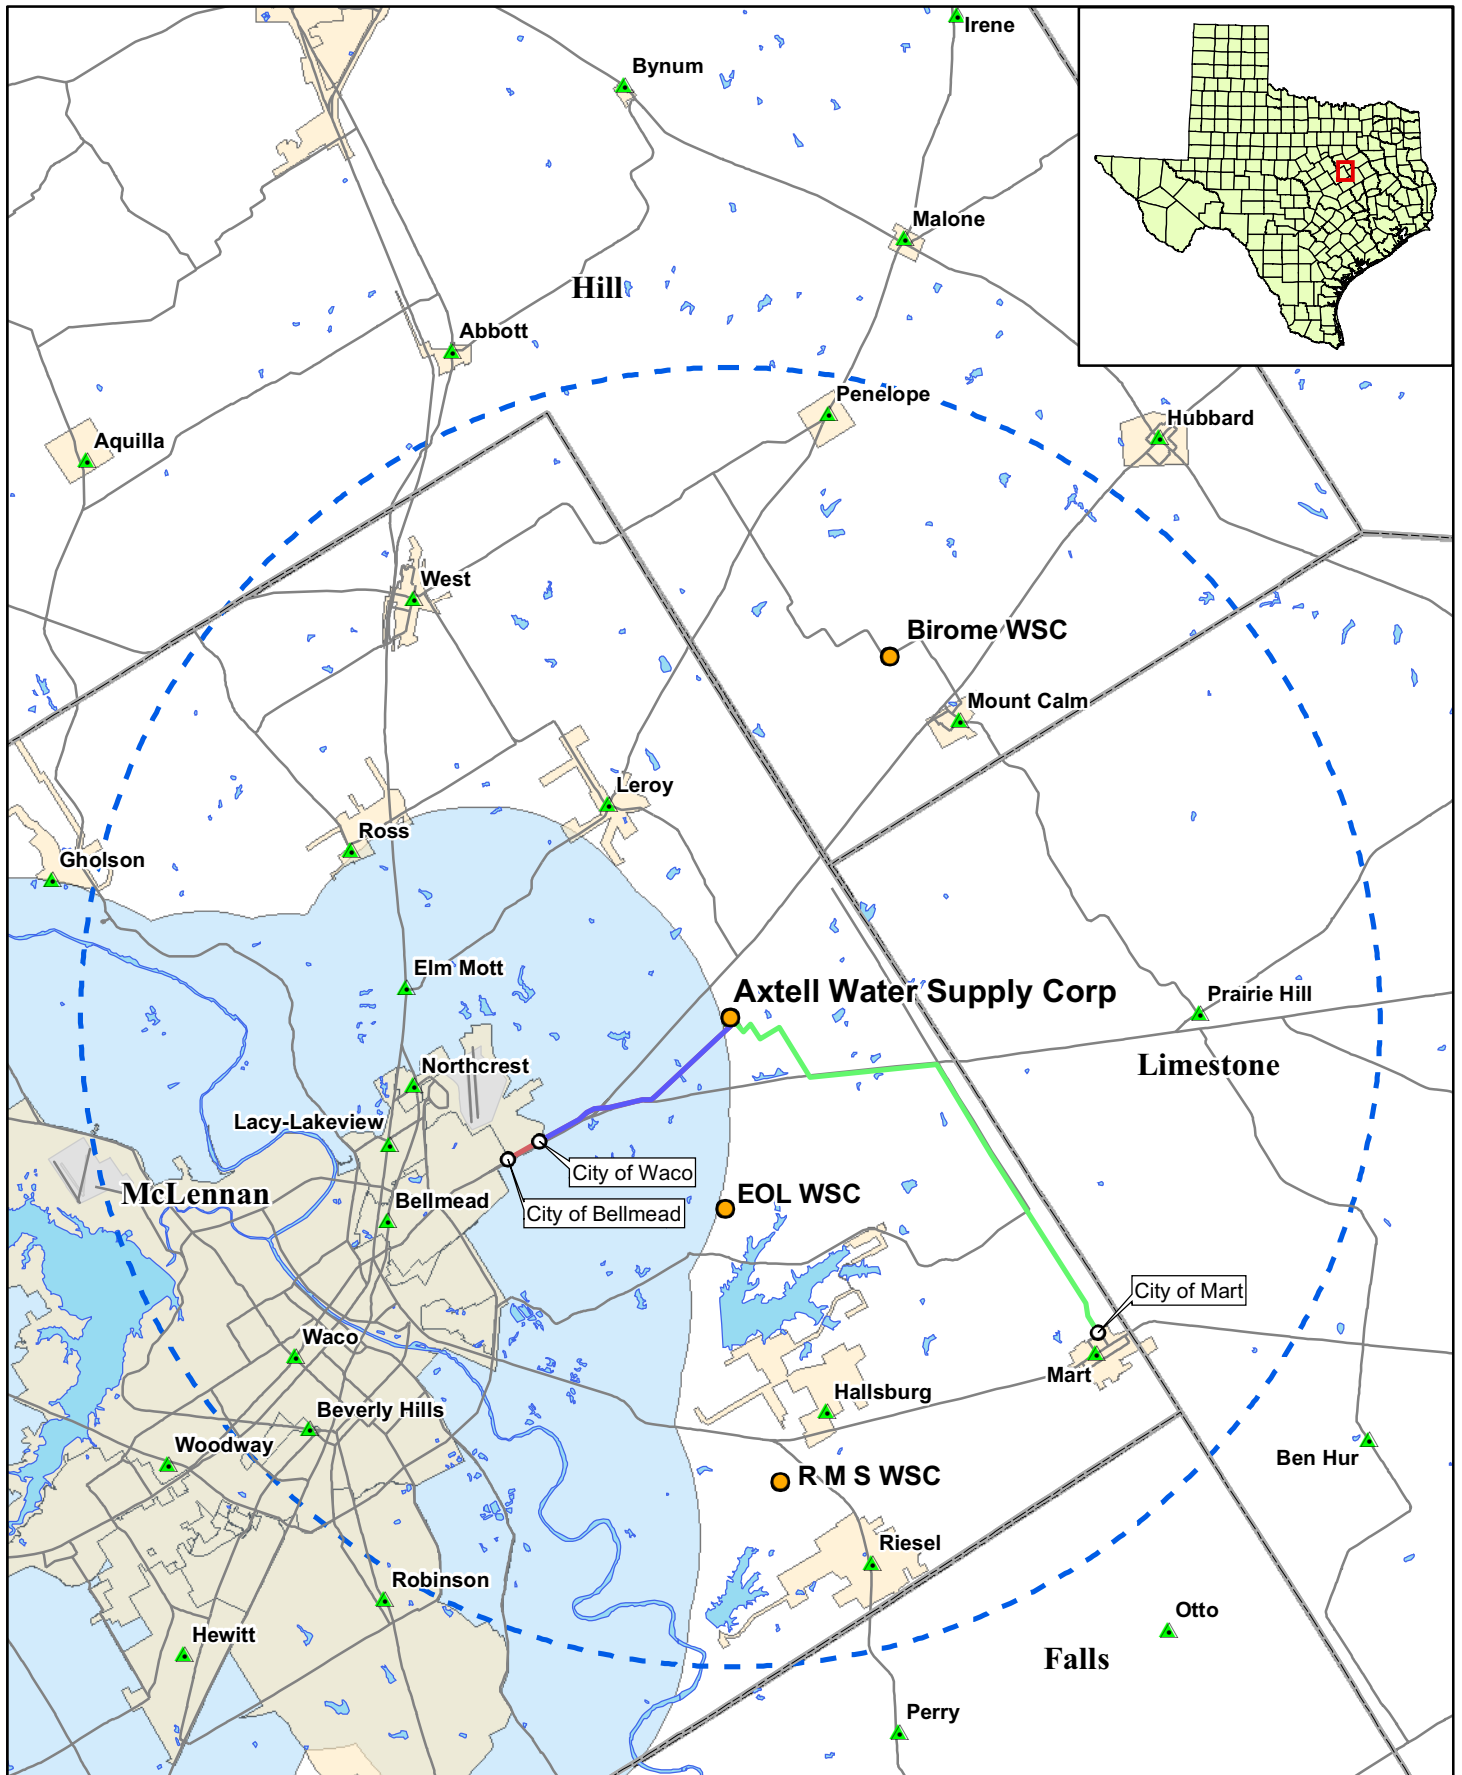 Irene
Bynum
Malone
Hill
Abbott
Penelope
Hubbard
Aquilla
West
Birome WSC
Mount Calm
Leroy
Ross
Gholson
Elm Mott
Axtell Water Supply Corp
Prairie Hill
Limestone
Northcrest
Lacy-Lakeview
City of Waco
McLennan
Bellmead
EOL WSC
City of Bellmead
City of Mart
Waco
Mart
Hallsburg
Beverly Hills
Woodway
Ben Hur
R M S WSC
Riesel
Robinson
Otto
Hewitt
Falls
Perry